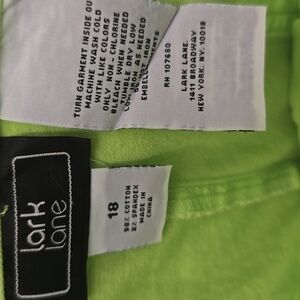 TURN GARMENT INSIDE OU
MACHINE WASH COLD
WITH LIKE COLORS
ONLY NON - CHLORINE
BLEACH WHEN NEEDED
TUMBLE DRY LOW
IRON AS NEEDED
RN 107680
LARK LANE
1411 BROADWAY
NEW YORK. NY. 10018
lark
lane
18
98% COTTON
2% SPANDEX
MADE IN
CHINA